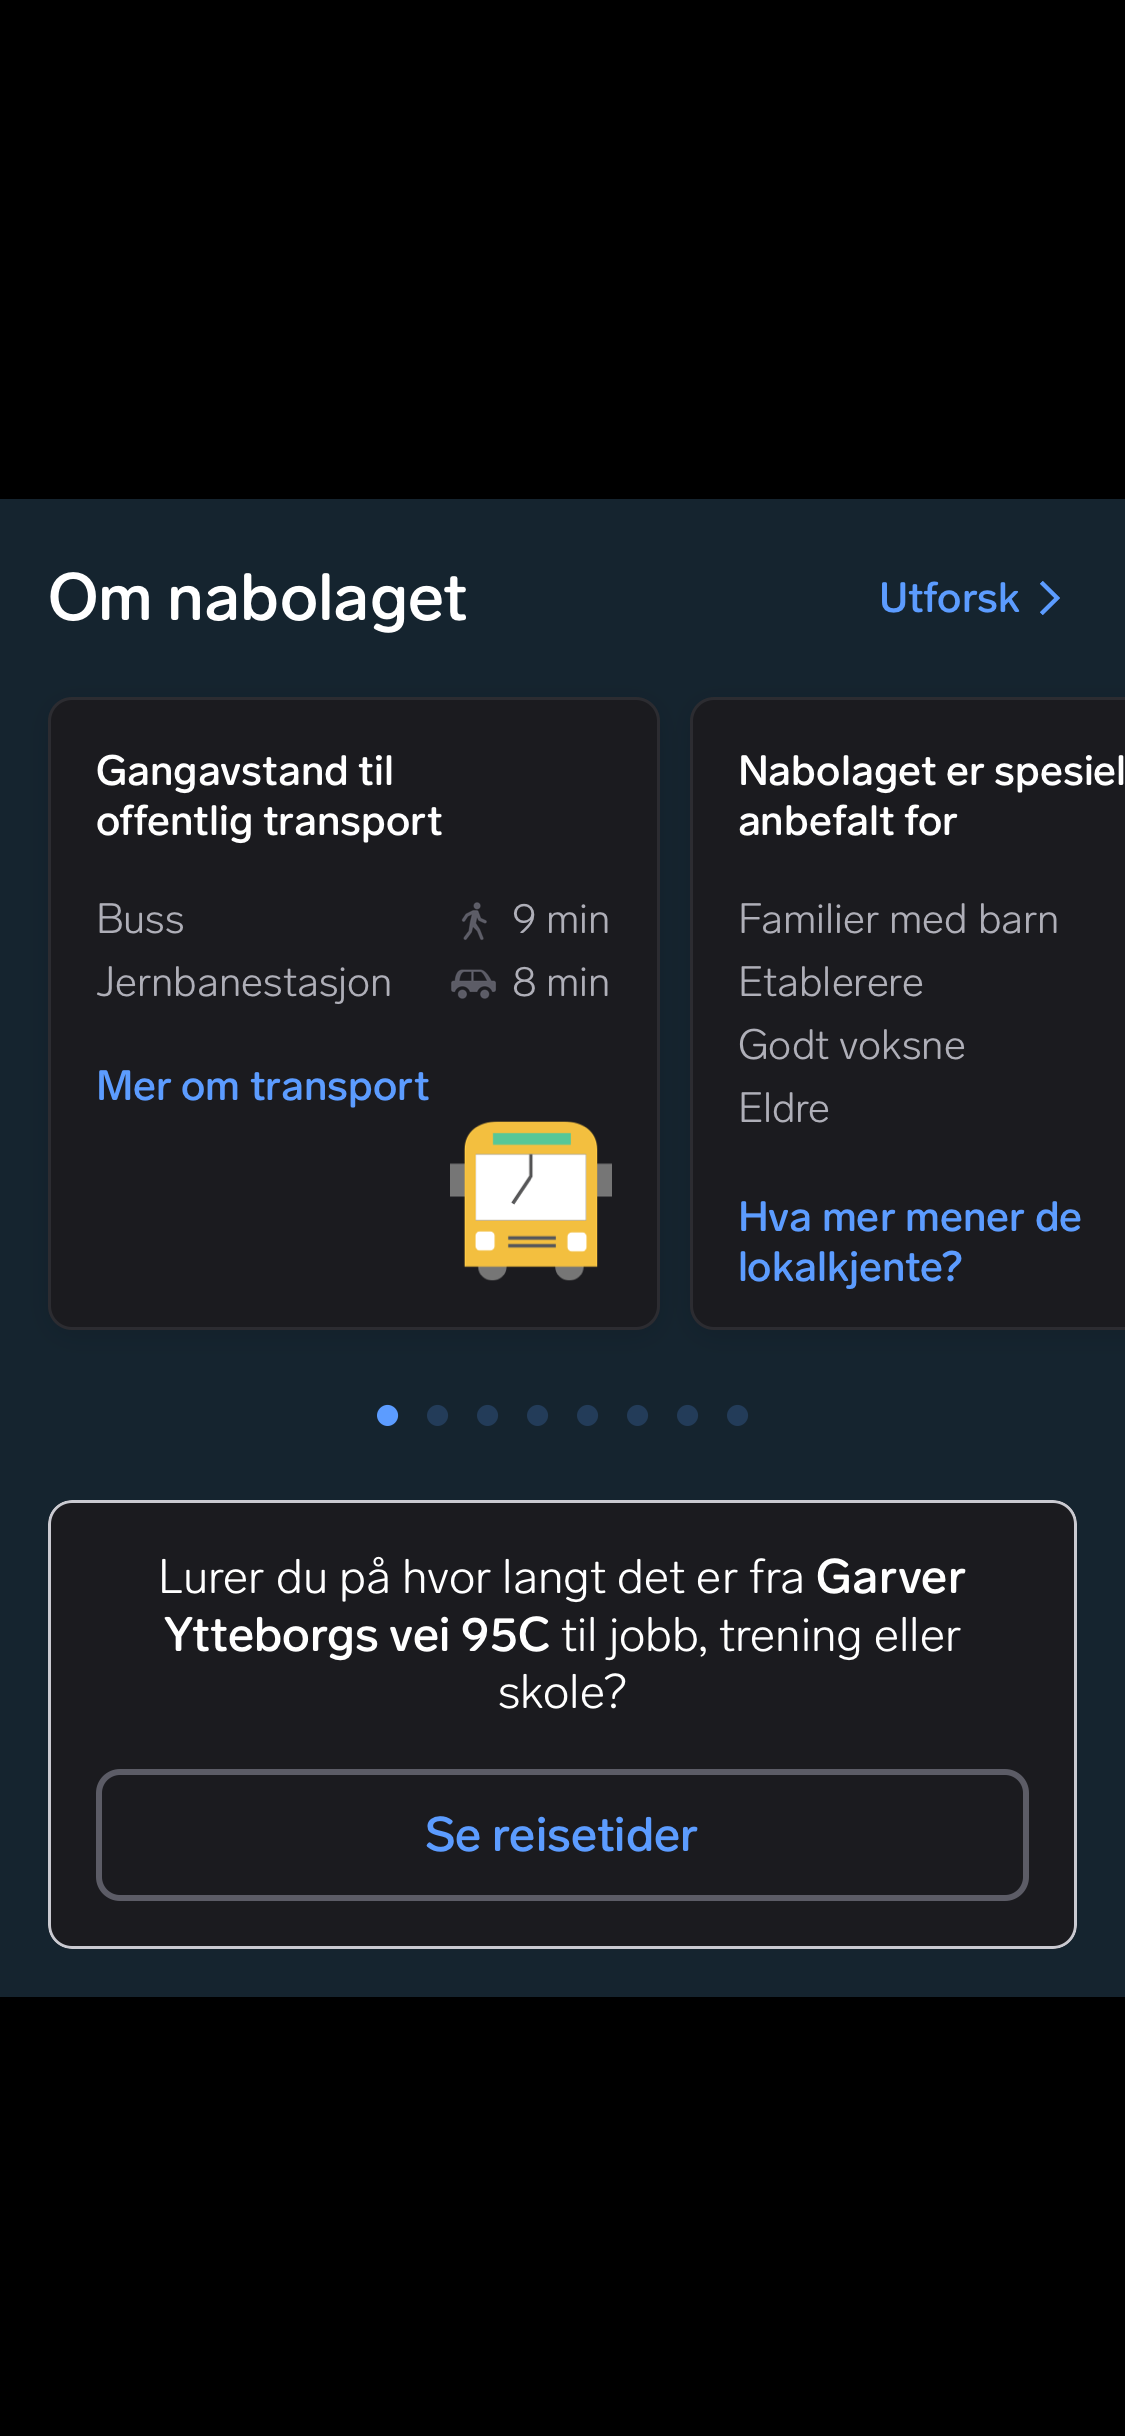 Om nabolaget
Utforsk
Gangavstand til
offentlig transport
Buss 9 min
Jernbanestasjon 8 min
Mer om transport
Nabolaget er spesiel
anbefalt for
Familier med barn
Etablerere
Godt voksne
Eldre
Hva mer mener de
lokalkjente?
Lurer du på hvor langt det er fra Garver
Ytteborgs vei 95C til jobb, trening eller
skole?
Se reisetider